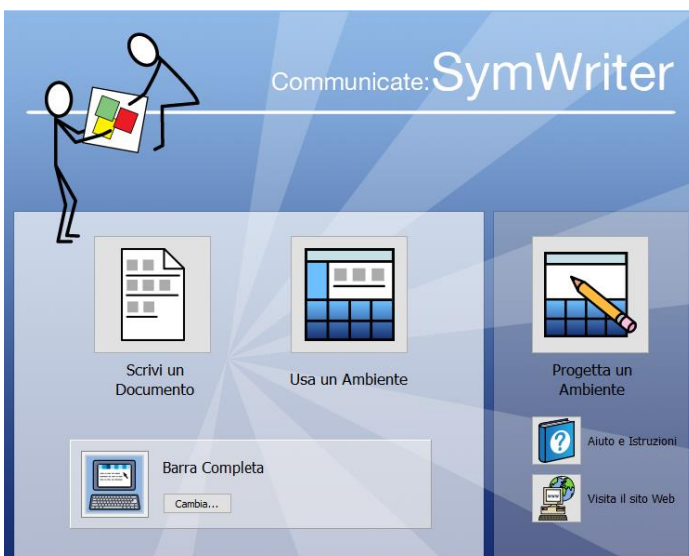 Communicate: SymWriter
Scrivi un
Documento
Usa un Ambiente
Progetta un
Ambiente
Aiuto e Istruzioni
Barra Completa
Cambia...
www
Visita il sito Web